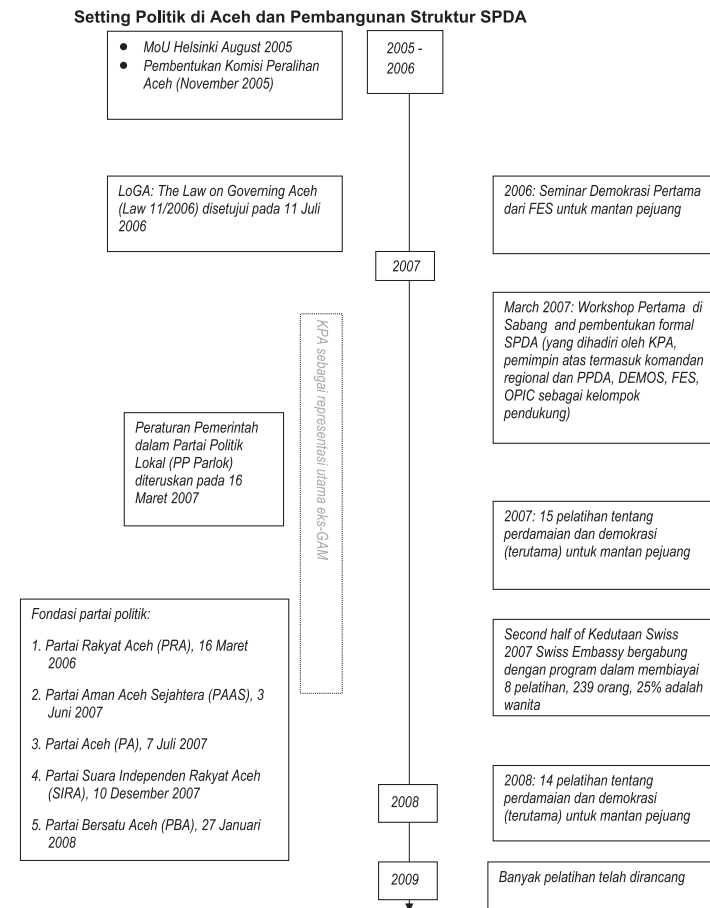 Setting Politik di Aceh dan Pembangunan Struktur SPDA
● MoU Helsinki August 2005
● Pembentukan Komisi Peralihan
Aceh (November 2005)
2005 -
2006
LoGA: The Law on Governing Aceh
(Law 11/2006) disetujui pada 11 Juli
2006
2006: Seminar Demokrasi Pertama
dari FES untuk mantan pejuang
2007
March 2007: Workshop Pertama di
Sabang and pembentukan formal
SPDA (yang dihadiri oleh KPA,
pemimpin atas termasuk komandan
regional dan PPDA, DEMOS, FES,
OPIC sebagai kelompok
pendukung)
KPA sebagai representasi utama eks-GAM
Peraturan Pemerintah
dalam Partai Politik
Lokal (PP Parlok)
diteruskan pada 16
Maret 2007
2007: 15 pelatihan tentang
perdamaian dan demokrasi
(terutama) untuk mantan pejuang
Fondasi partai politik:
1. Partai Rakyat Aceh (PRA), 16 Maret
2006
2. Partai Aman Aceh Sejahtera (PAAS), 3
Juni 2007
3. Partai Aceh (PA), 7 Juli 2007
4. Partai Suara Independen Rakyat Aceh
(SIRA), 10 Desember 2007
5. Partai Bersatu Aceh (PBA), 27 Januari
2008
Second half of Kedutaan Swiss
2007 Swiss Embassy bergabung
dengan program dalam membiayai
8 pelatihan, 239 orang, 25% adalah
wanita
2008
2008: 14 pelatihan tentang
perdamaian dan demokrasi
(terutama) untuk mantan pejuang
2009
Banyak pelatihan telah dirancang